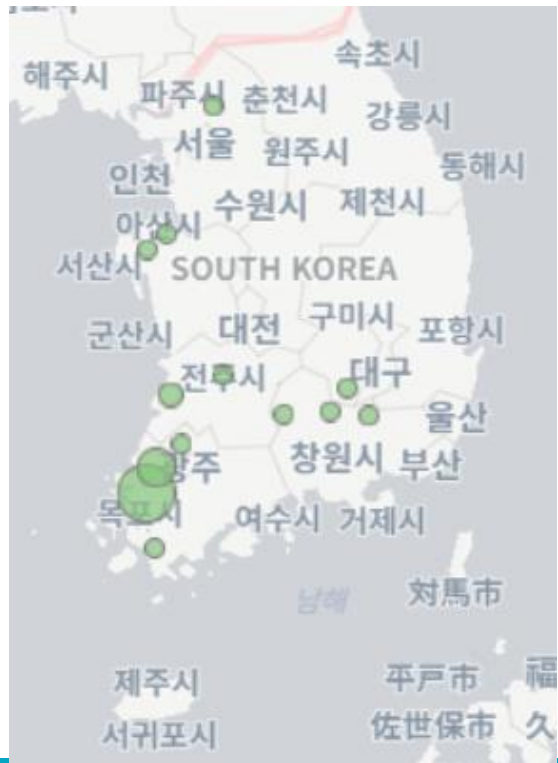 속초시
해주시
파주시
춘천시
강릉시
서울
원주시
동해시
인천
수원시
제천시
아산시
서산시
SOUTH KOREA
군산시
대전
구미시
포항시
전주시
대구
울산
창원시
부산
광주
목포시
여수시
거제시
남해
対馬市
제주시
平戸市
福
서귀포시
佐世保市
久